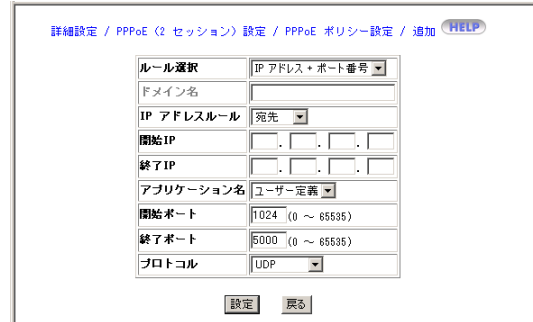 詳細設定 / PPPoE (2 セッション) 設定 / PPPoE ポリシー設定 / 追加 HELP
ルール選択 IP アドレス + ポート番号
ドメイン名
IP アドレスルール 宛先
開始IP . . .
終了IP . . .
アプリケーション名 ユーザー定義
開始ポート 1024 (0 ～ 65535)
終了ポート 5000 (0 ～ 65535)
プロトコル UDP
設定 戻る